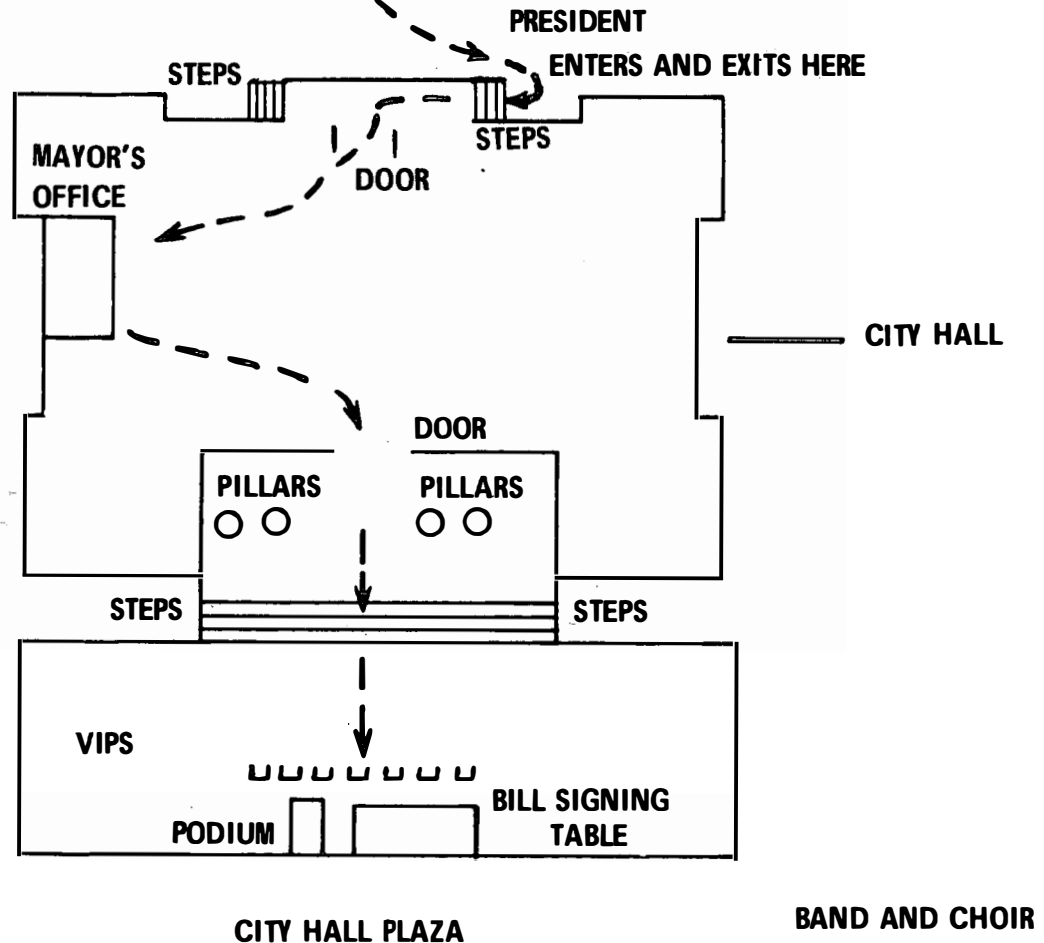 PRESIDENT
ENTERS AND EXITS HERE
STEPS
STEPS
MAYOR'S
OFFICE
DOOR
CITY HALL
DOOR
PILLARS
PILLARS
STEPS
STEPS
VIPS
BILL SIGNING
TABLE
PODIUM
CITY HALL PLAZA
BAND AND CHOIR